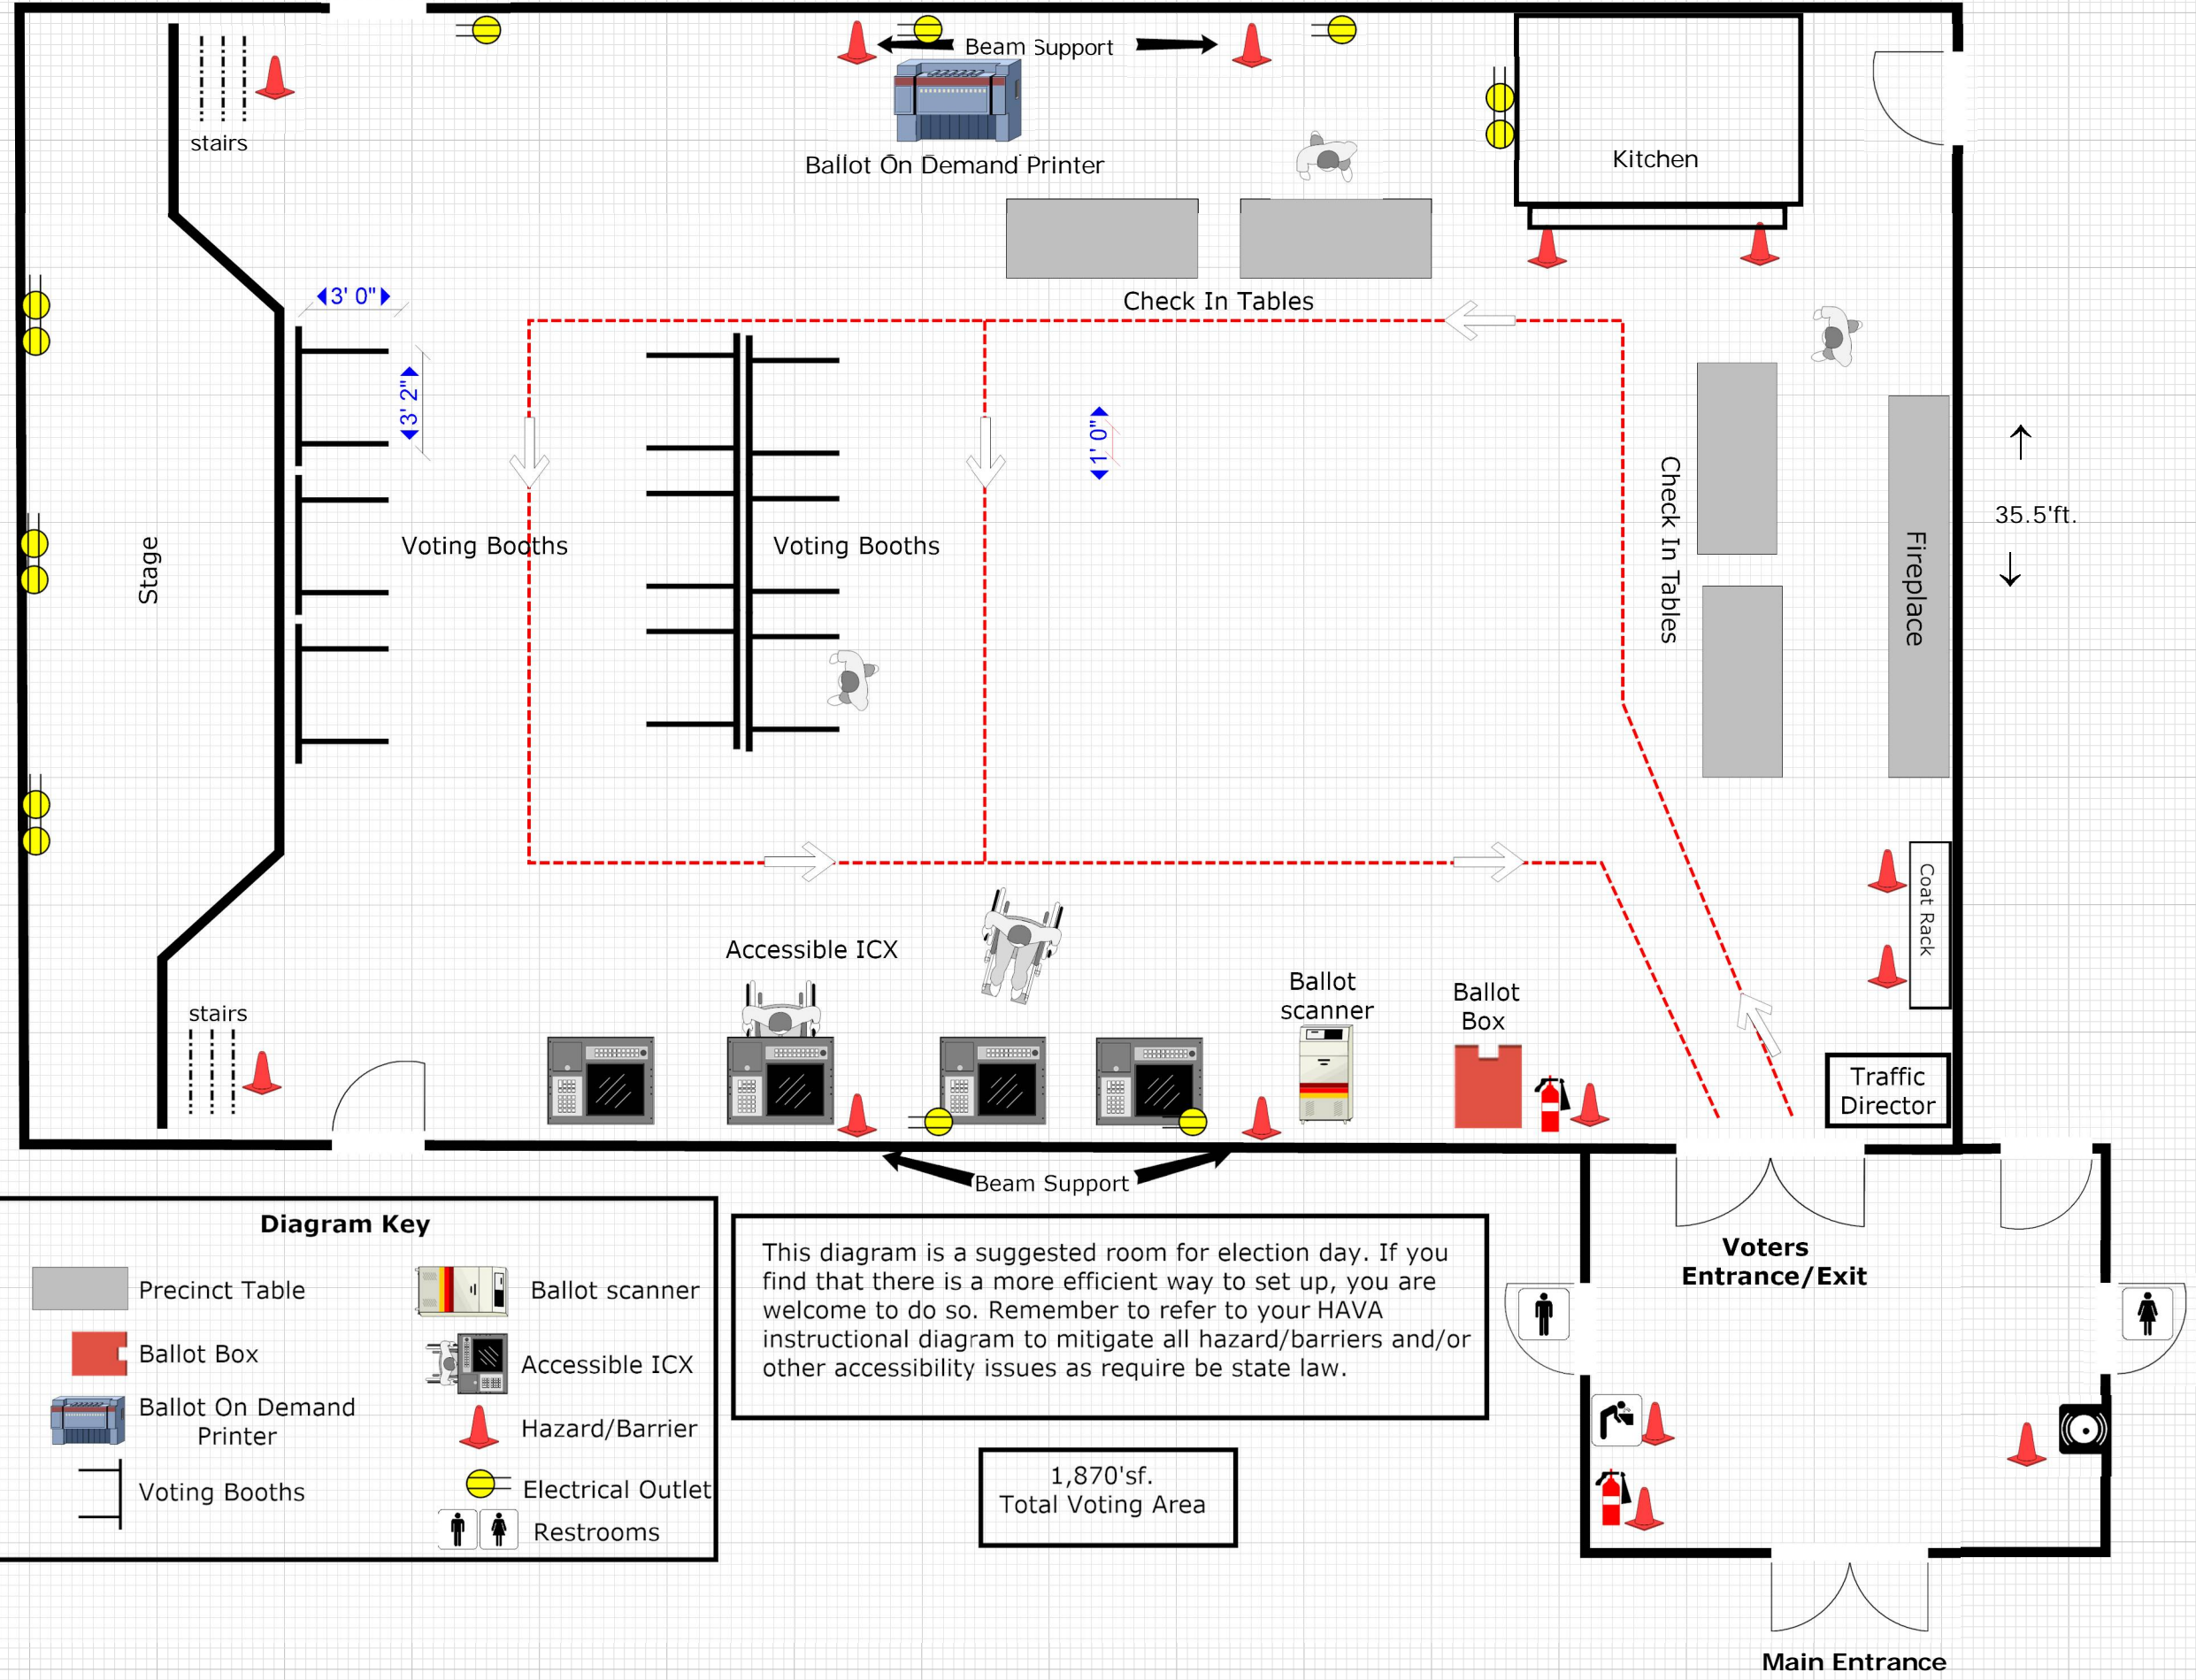 Beam Support
stairs
Ballot On Demand Printer
Kitchen
3' 0"
Check In Tables
3' 2"
1' 0"
35.5'ft.
Stage
Voting Booths
Voting Booths
Check In Tables
Fireplace
Coat Rack
Accessible ICX
Ballot
scanner
Ballot
Box
stairs
Traffic
Director
Beam Support
Diagram Key
Precinct Table
Ballot scanner
Ballot Box
Accessible ICX
Ballot On Demand
Printer
Hazard/Barrier
Voting Booths
Electrical Outlet
Restrooms
This diagram is a suggested room for election day. If you
find that there is a more efficient way to set up, you are
welcome to do so. Remember to refer to your HAVA
instructional diagram to mitigate all hazard/barriers and/or
other accessibility issues as require be state law.
1,870'sf.
Total Voting Area
Voters
Entrance/Exit
Main Entrance